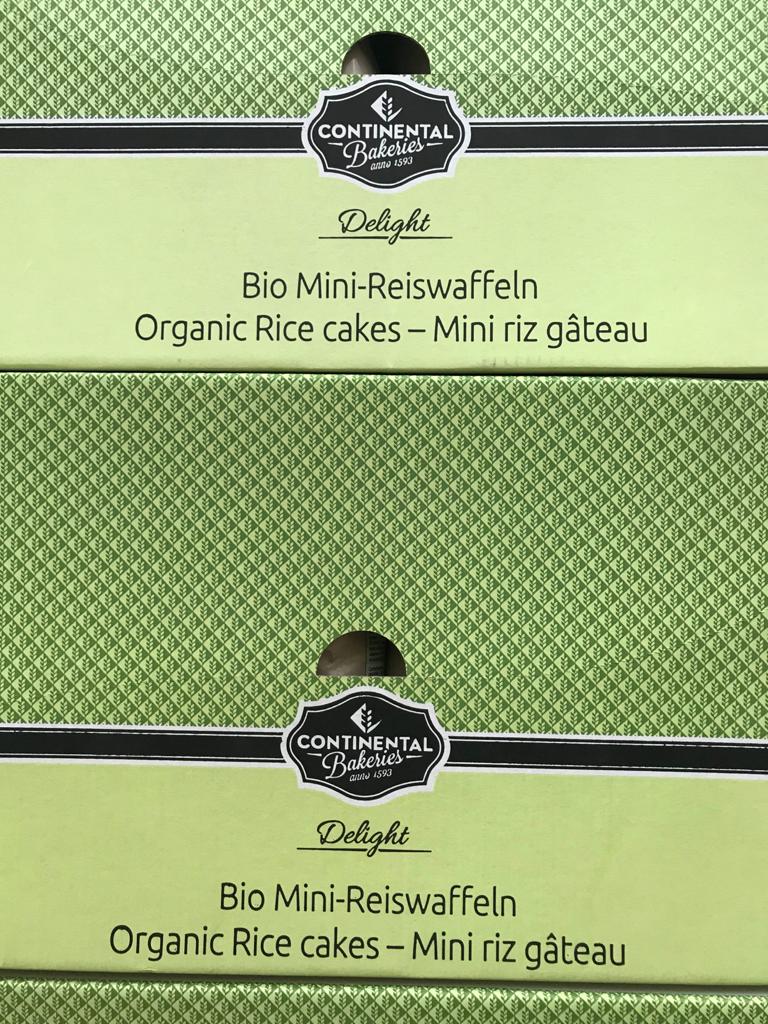 CONTINENTAL
Bakeries
anno 1593
Delight
Bio Mini-Reiswaffeln
Organic Rice cakes – Mini riz gâteau
CONTINENTAL
Bakeries
anno 1593
Delight
Bio Mini-Reiswaffeln
Organic Rice cakes – Mini riz gâteau